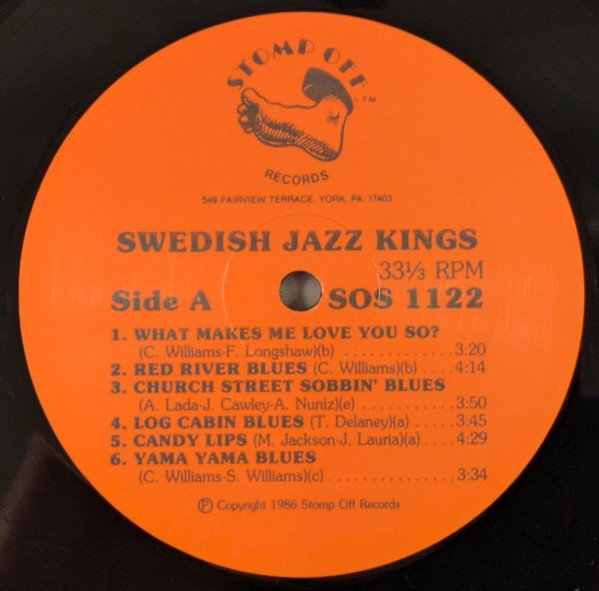 STOMP OFF
TM
RECORDS
549 FAIRVIEW TERRACE, YORK, PA 17403
SWEDISH JAZZ KINGS
33⅓ RPM
Side A SOS 1122
1. WHAT MAKES ME LOVE YOU SO?
(C. Williams-F. Longshaw)(b) ............3:20
2. RED RIVER BLUES (C. Williams)(b) ....4:14
3. CHURCH STREET SOBBIN' BLUES
(A. Lada-J. Cawley-A. Nuniz)(e) ..........3:50
4. LOG CABIN BLUES (T. Delaney)(a) ....3:45
5. CANDY LIPS (M. Jackson-J. Lauria)(a) ....4:29
6. YAMA YAMA BLUES
(C. Williams-S. Williams)(c) .............3:34
Ⓟ Copyright 1986 Stomp Off Records